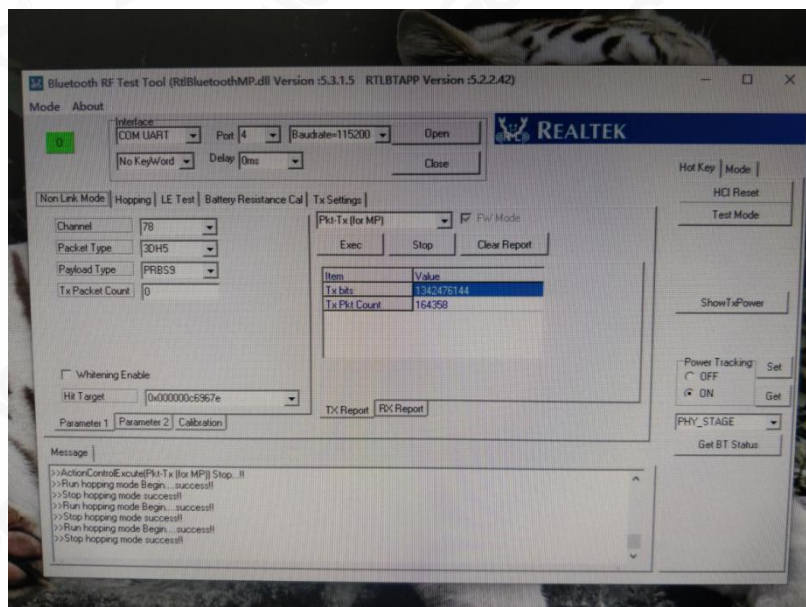 Bluetooth RF Test Tool (RtlBluetoothMP.dll Version :5.3.1.5 RTLBTAPP Version :5.2.2.42)
Mode About
Interface
0
COM UART Port 4 Baudrate=115200 Open
REALTEK
No KeyWord Delay 0ms Close
Hot Key Mode
HCI Reset
Test Mode
Non Link Mode Hopping LE Test Battery Resistance Cal Tx Settings
Channel 78
Packet Type 3DH5
Payload Type PRBS9
Tx Packet Count 0
Pkt-Tx (for MP) FW Mode
Exec Stop Clear Report
Item Value
Tx bits 1342476144
Tx Pkt Count 164358
ShowTxPower
Whitening Enable
Hit Target 0x000000c6967e
Parameter 1 Parameter 2 Calibration
TX Report RX Report
Power Tracking
OFF
ON
Set
Get
PHY_STAGE
Get BT Status
Message
>>ActionControlExcute(Pkt-Tx (for MP)) Stop...!!
>>Run hopping mode Begin....success!!
>>Stop hopping mode success!!
>>Run hopping mode Begin....success!!
>>Stop hopping mode success!!
>>Run hopping mode Begin....success!!
>>Stop hopping mode success!!